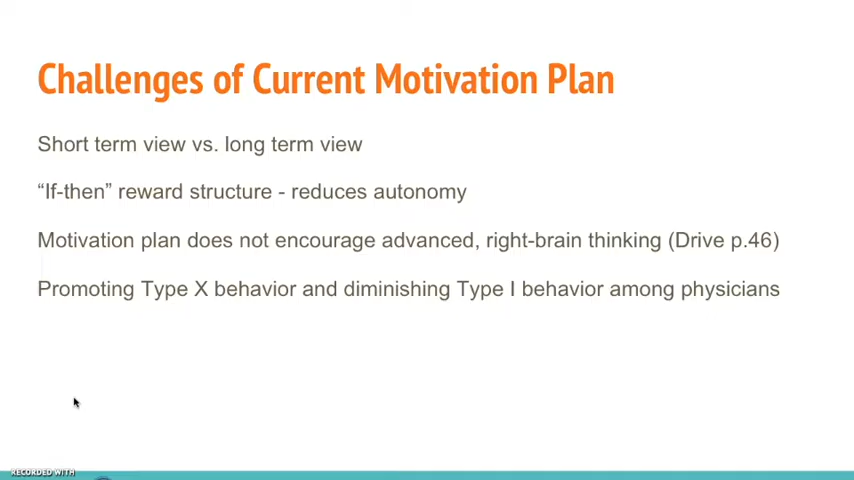 Challenges of Current Motivation Plan
Short term view vs. long term view
“If-then” reward structure - reduces autonomy
Motivation plan does not encourage advanced, right-brain thinking (Drive p.46)
Promoting Type X behavior and diminishing Type I behavior among physicians
RECORDED WITH